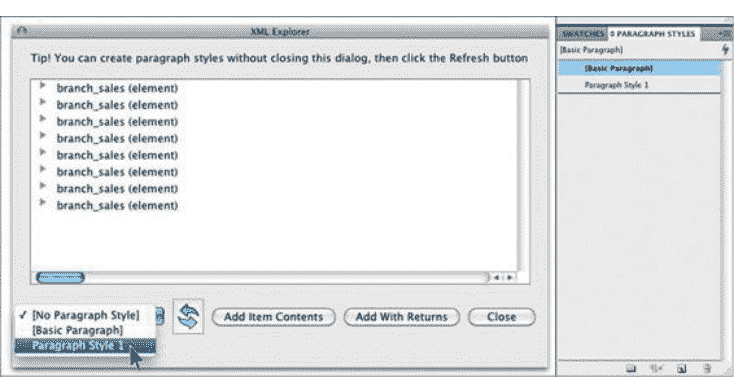 XML Explorer
Tip! You can create paragraph styles without closing this dialog, then click the Refresh button
branch_sales (element)
branch_sales (element)
branch_sales (element)
branch_sales (element)
branch_sales (element)
branch_sales (element)
branch_sales (element)
branch_sales (element)
✓ [No Paragraph Style]
[Basic Paragraph]
Paragraph Style 1
Add Item Contents
Add With Returns
Close
SWATCHES
PARAGRAPH STYLES
[Basic Paragraph]
[Basic Paragraph]
Paragraph Style 1